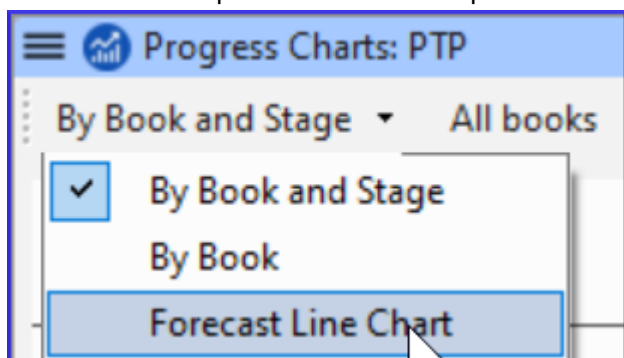 Progress Charts: PTP
By Book and Stage All books
By Book and Stage
By Book
Forecast Line Chart